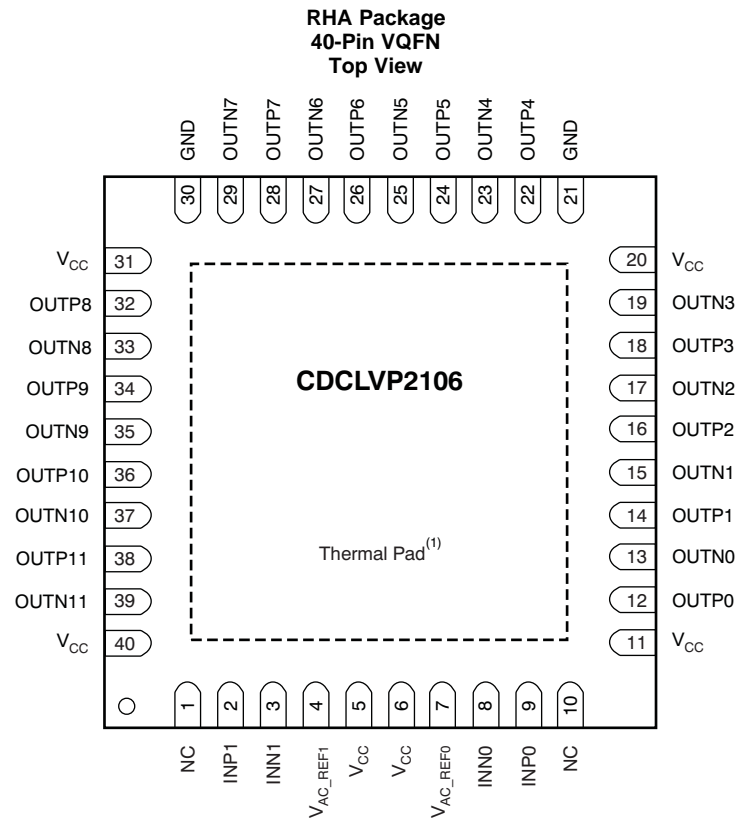 RHA Package
40-Pin VQFN
Top View
GND OUTN7 OUTP7 OUTN6 OUTP6 OUTN5 OUTP5 OUTN4 OUTP4 GND
30 29 28 27 26 25 24 23 22 21
VCC 31 20 VCC
OUTP8 32 19 OUTN3
OUTN8 33 18 OUTP3
OUTP9 34 17 OUTN2
OUTN9 35 16 OUTP2
OUTP10 36 15 OUTN1
OUTN10 37 14 OUTP1
OUTP11 38 13 OUTN0
OUTN11 39 12 OUTP0
VCC 40 11 VCC
CDCLVP2106
Thermal Pad(1)
1 2 3 4 5 6 7 8 9 10
NC INP1 INN1 VAC_REF1 VCC VCC VAC_REF0 INN0 INP0 NC